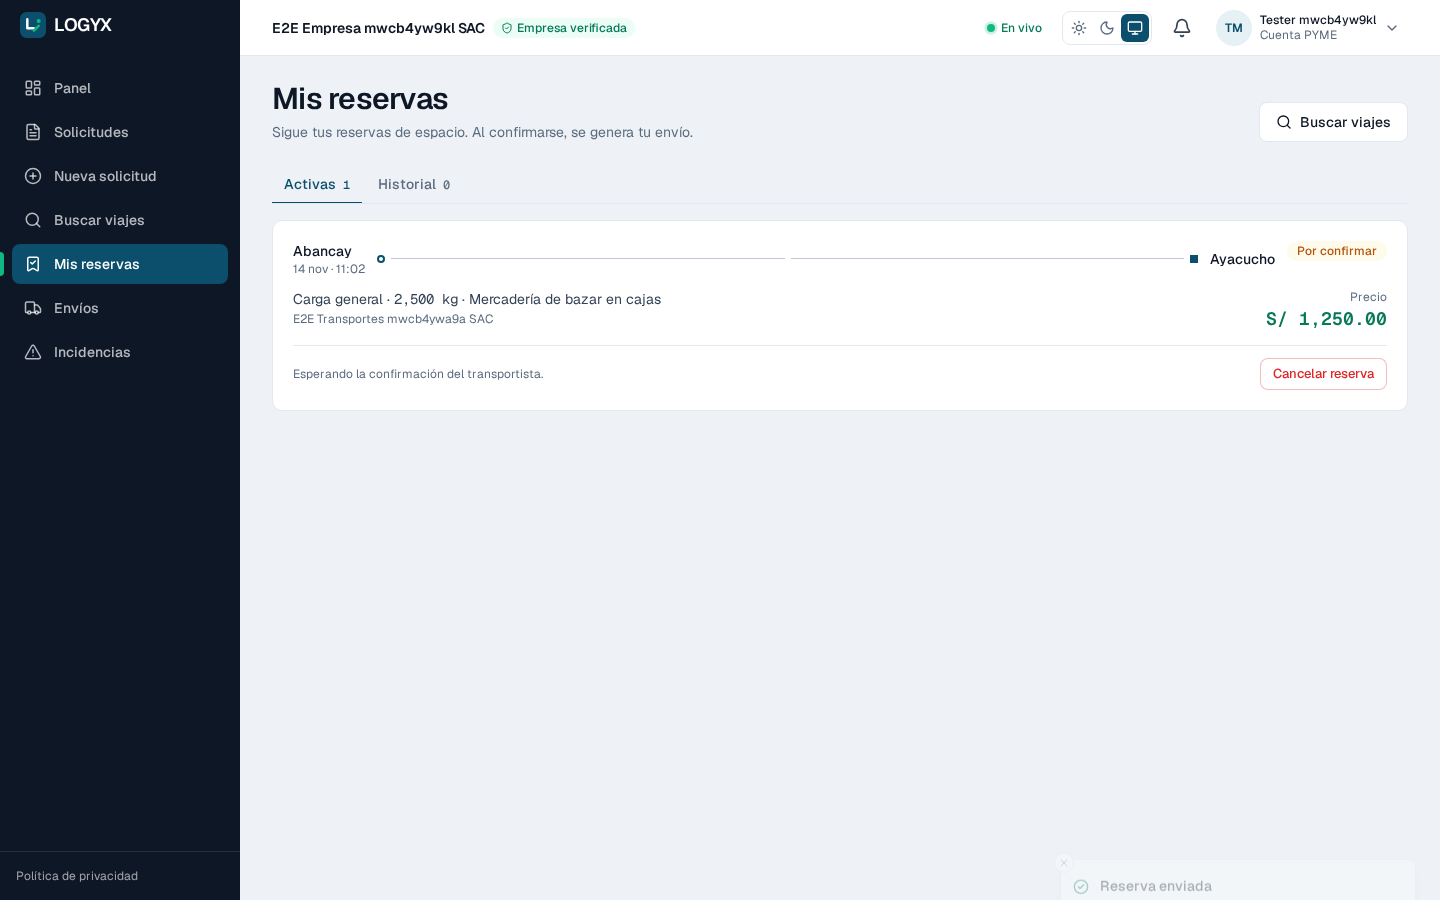 LOGYX
Panel
Solicitudes
Nueva solicitud
Buscar viajes
Mis reservas
Envíos
Incidencias
Política de privacidad
E2E Empresa mwcb4yw9kl SAC
Empresa verificada
En vivo
TM
Tester mwcb4yw9kl
Cuenta PYME
Mis reservas
Sigue tus reservas de espacio. Al confirmarse, se genera tu envío.
Buscar viajes
Activas 1
Historial 0
Abancay
14 nov · 11:02
Ayacucho
Por confirmar
Carga general · 2,500 kg · Mercadería de bazar en cajas
E2E Transportes mwcb4ywa9a SAC
Precio
S/ 1,250.00
Esperando la confirmación del transportista.
Cancelar reserva
Reserva enviada